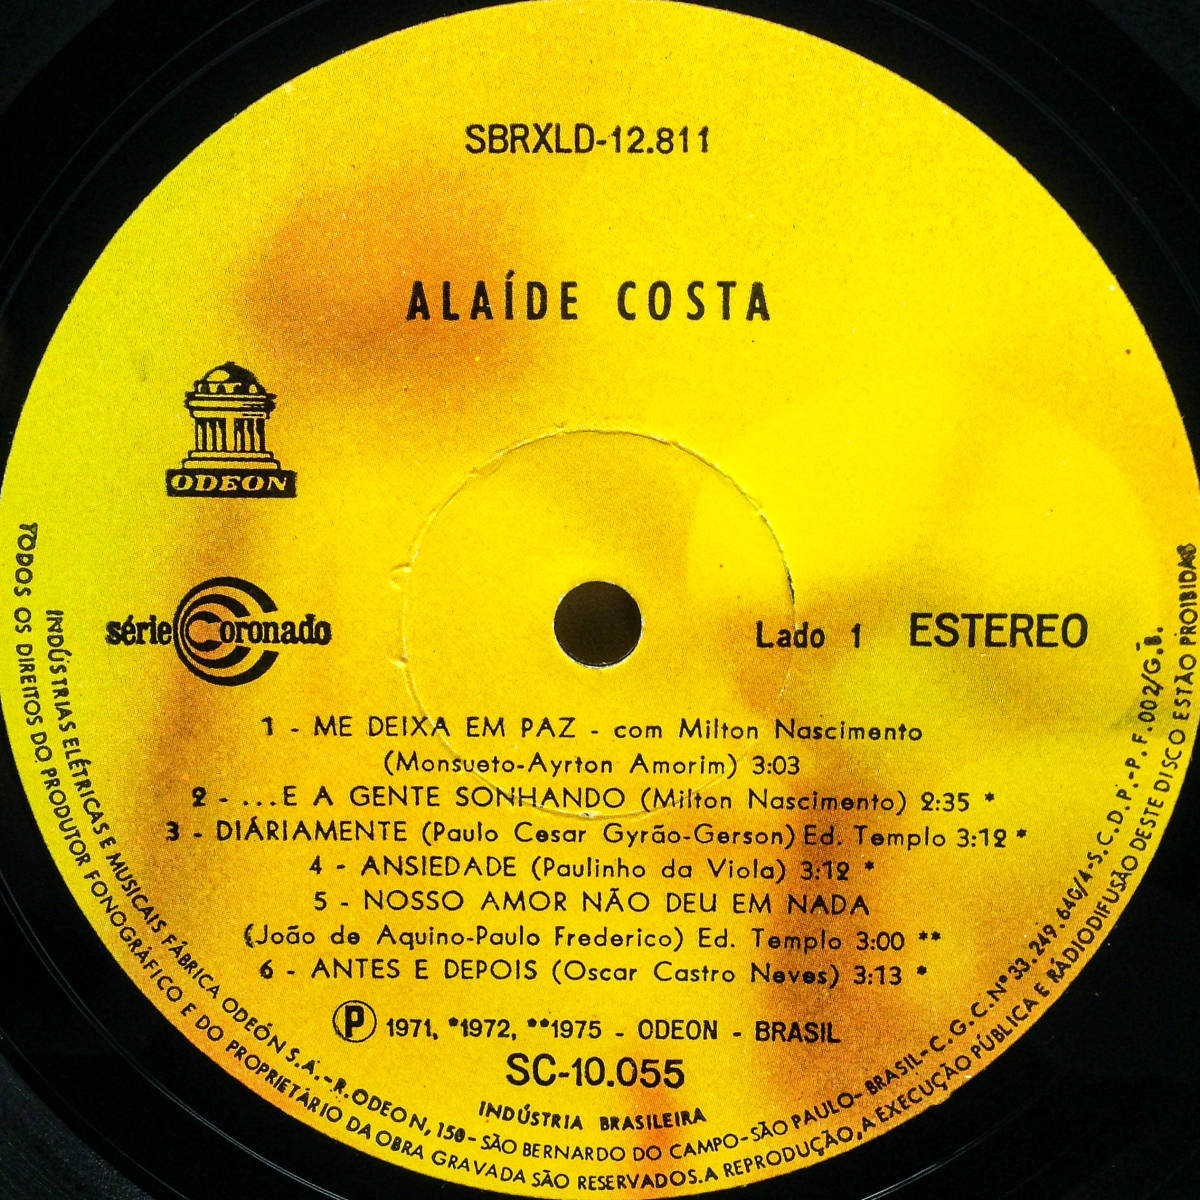 SBRXLD-12.811
ALAÍDE COSTA
ODEON
série Coronado
Lado 1 ESTEREO
1 - ME DEIXA EM PAZ - com Milton Nascimento
(Monsueto-Ayrton Amorim) 3:03
2 - ...E A GENTE SONHANDO (Milton Nascimento) 2:35 *
3 - DIÁRIAMENTE (Paulo Cesar Gyrão-Gerson) Ed. Templo 3:12 *
4 - ANSIEDADE (Paulinho da Viola) 3:12 *
5 - NOSSO AMOR NÃO DEU EM NADA
(João de Aquino-Paulo Frederico) Ed. Templo 3:00 **
6 - ANTES E DEPOIS (Oscar Castro Neves) 3:13 *
Ⓟ 1971, *1972, **1975 - ODEON - BRASIL
SC-10.055
INDÚSTRIA BRASILEIRA
INDÚSTRIAS ELÉTRICAS E MUSICAIS FÁBRICA ODEÓN S.A.-R. ODEON, 150-SÃO BERNARDO DO CAMPO-SÃO PAULO-BRASIL-C.G.C.Nº 33.249.640/4-S.C.D.P.-P.F.002/G.B.
TODOS OS DIREITOS DO PRODUTOR FONOGRÁFICO E DO PROPRIETÁRIO DA OBRA GRAVADA SÃO RESERVADOS. A REPRODUÇÃO, A EXECUÇÃO PÚBLICA E RÀDIODIFUSÃO DESTE DISCO ESTÃO PROIBIDAS